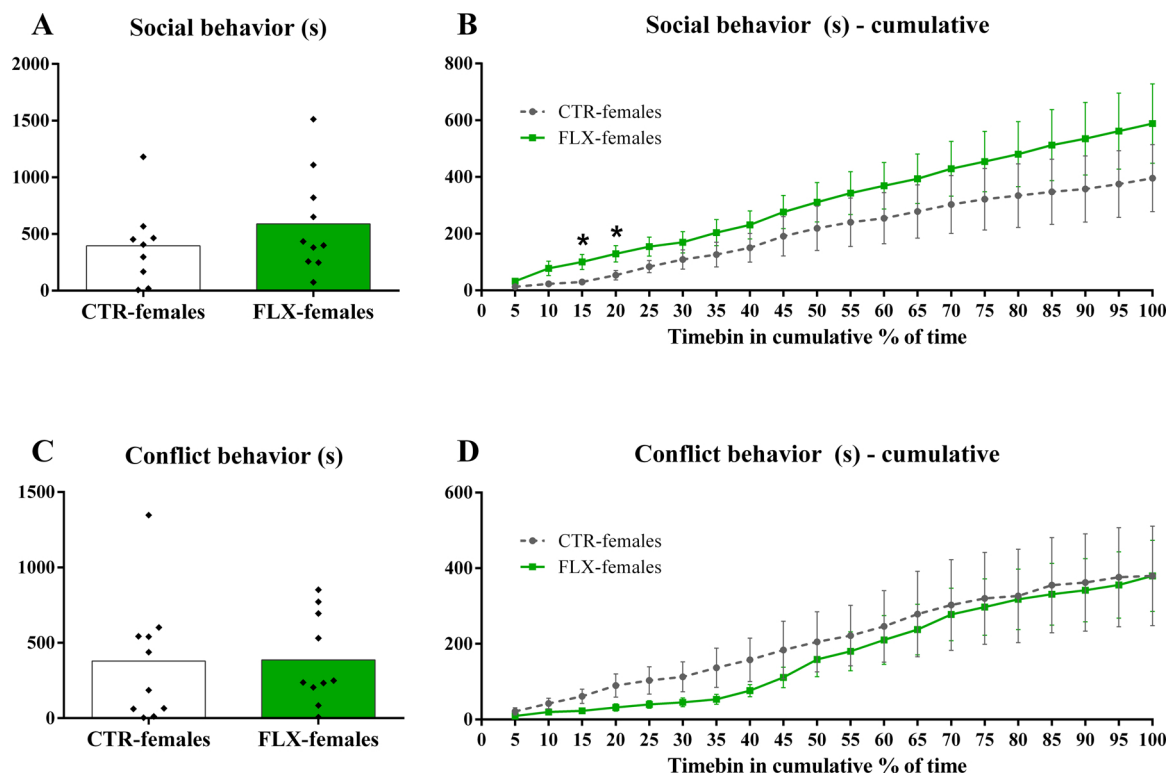 A
Social behavior (s)
2000
1500
1000
500
0
CTR-females FLX-females
B
Social behavior (s) - cumulative
800
600
400
200
0
CTR-females
FLX-females
* *
0 5 10 15 20 25 30 35 40 45 50 55 60 65 70 75 80 85 90 95 100
Timebin in cumulative % of time
C
Conflict behavior (s)
1500
1000
500
0
CTR-females FLX-females
D
Conflict behavior (s) - cumulative
600
400
200
0
CTR-females
FLX-females
0 5 10 15 20 25 30 35 40 45 50 55 60 65 70 75 80 85 90 95 100
Timebin in cumulative % of time